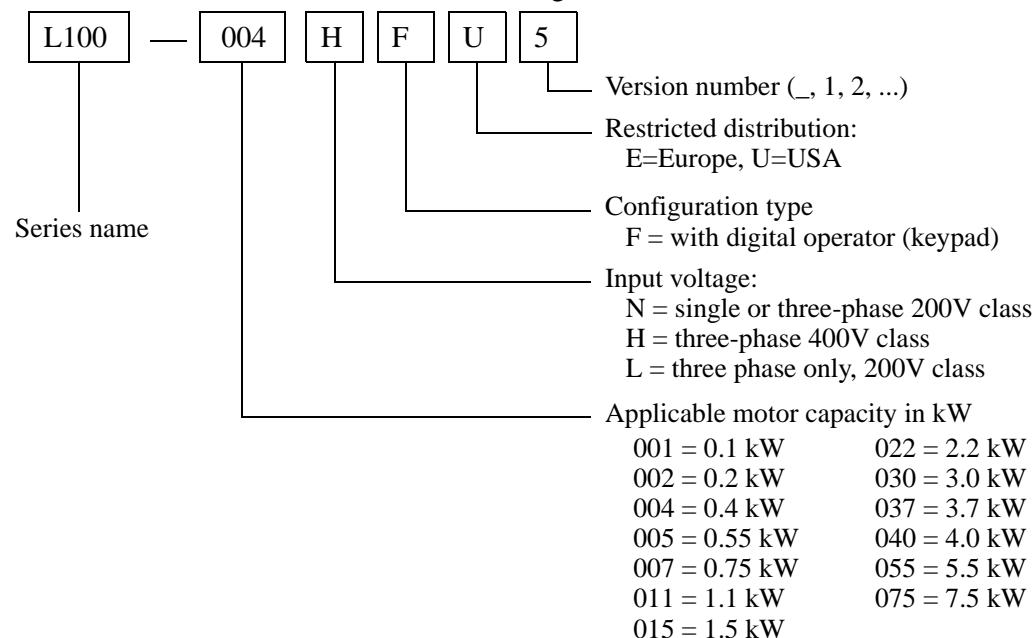 L100 — 004 H F U 5
Version number (_, 1, 2, ...)
Restricted distribution:
E=Europe, U=USA
Series name
Configuration type
F = with digital operator (keypad)
Input voltage:
N = single or three-phase 200V class
H = three-phase 400V class
L = three phase only, 200V class
Applicable motor capacity in kW
001 = 0.1 kW 022 = 2.2 kW
002 = 0.2 kW 030 = 3.0 kW
004 = 0.4 kW 037 = 3.7 kW
005 = 0.55 kW 040 = 4.0 kW
007 = 0.75 kW 055 = 5.5 kW
011 = 1.1 kW 075 = 7.5 kW
015 = 1.5 kW